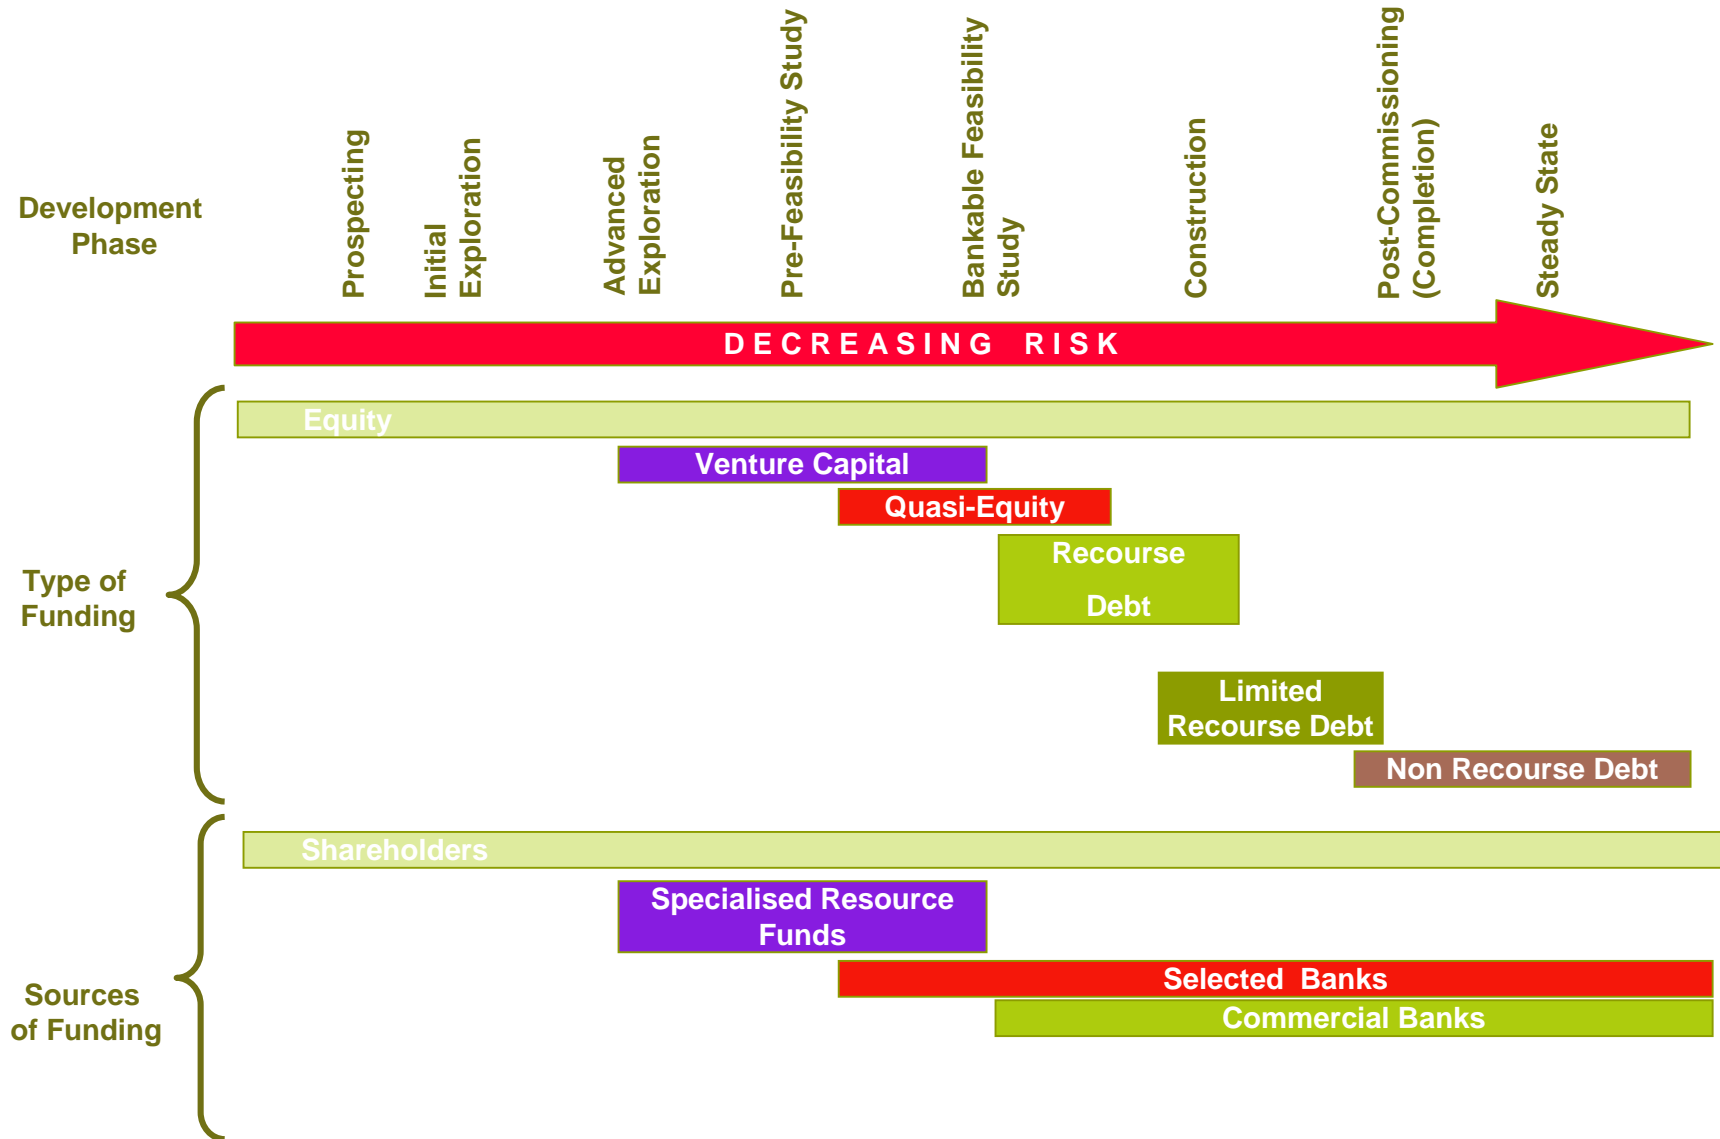 Prospecting
Initial
Exploration
Advanced
Exploration
Pre-Feasibility Study
Bankable Feasibility
Study
Construction
Post-Commissioning
(Completion)
Steady State
Development
Phase
DECREASING RISK
Equity
Venture Capital
Quasi-Equity
Recourse
Debt
Type of
Funding
Limited
Recourse Debt
Non Recourse Debt
Shareholders
Specialised Resource
Funds
Selected Banks
Sources
of Funding
Commercial Banks